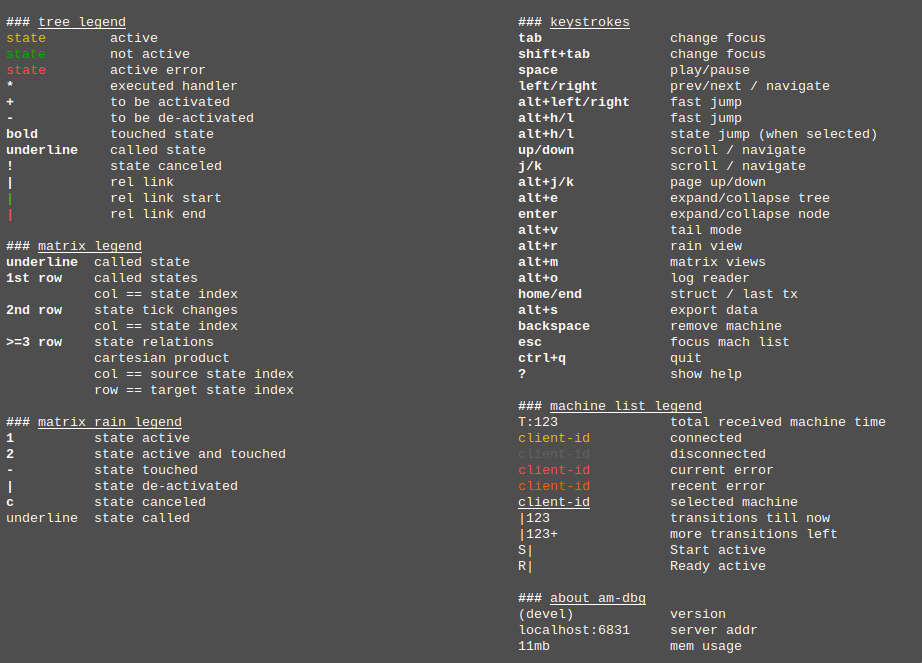 ### tree legend
state active
state not active
state active error
* executed handler
+ to be activated
- to be de-activated
bold touched state
underline called state
! state canceled
| rel link
| rel link start
| rel link end
### matrix legend
underline called state
1st row called states
col == state index
2nd row state tick changes
col == state index
>=3 row state relations
cartesian product
col == source state index
row == target state index
### matrix rain legend
1 state active
2 state active and touched
- state touched
| state de-activated
c state canceled
underline state called
### keystrokes
tab change focus
shift+tab change focus
space play/pause
left/right prev/next / navigate
alt+left/right fast jump
alt+h/l fast jump
alt+h/l state jump (when selected)
up/down scroll / navigate
j/k scroll / navigate
alt+j/k page up/down
alt+e expand/collapse tree
enter expand/collapse node
alt+v tail mode
alt+r rain view
alt+m matrix views
alt+o log reader
home/end struct / last tx
alt+s export data
backspace remove machine
esc focus mach list
ctrl+q quit
? show help
### machine list legend
T:123 total received machine time
client-id connected
client-id disconnected
client-id current error
client-id recent error
client-id selected machine
|123 transitions till now
|123+ more transitions left
S| Start active
R| Ready active
### about am-dbg
(devel) version
localhost:6831 server addr
11mb mem usage